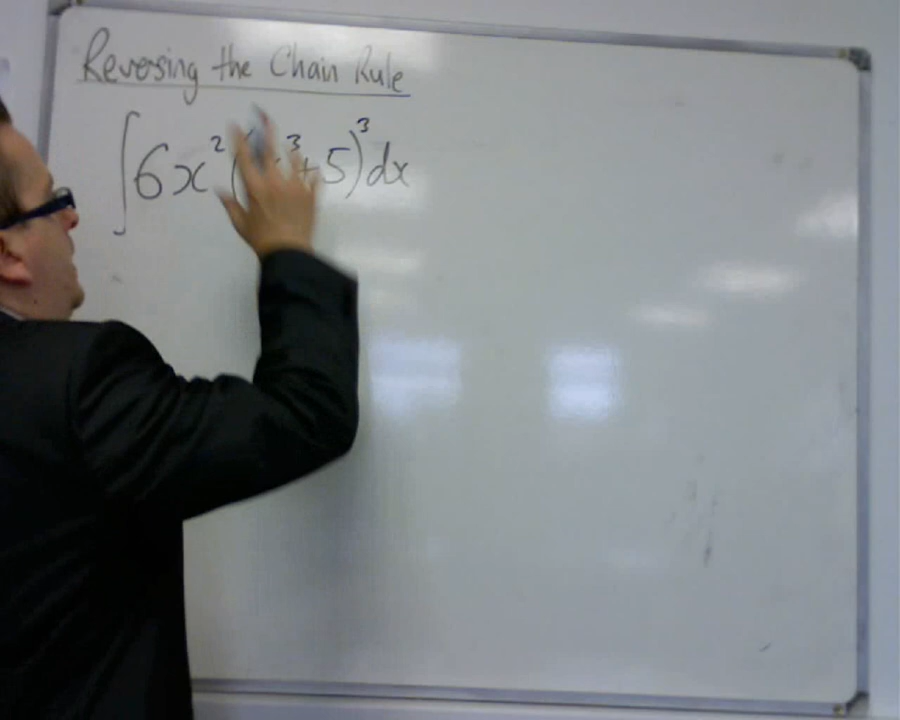 Reversing the Chain Rule
∫6x²( ³+5)³dx